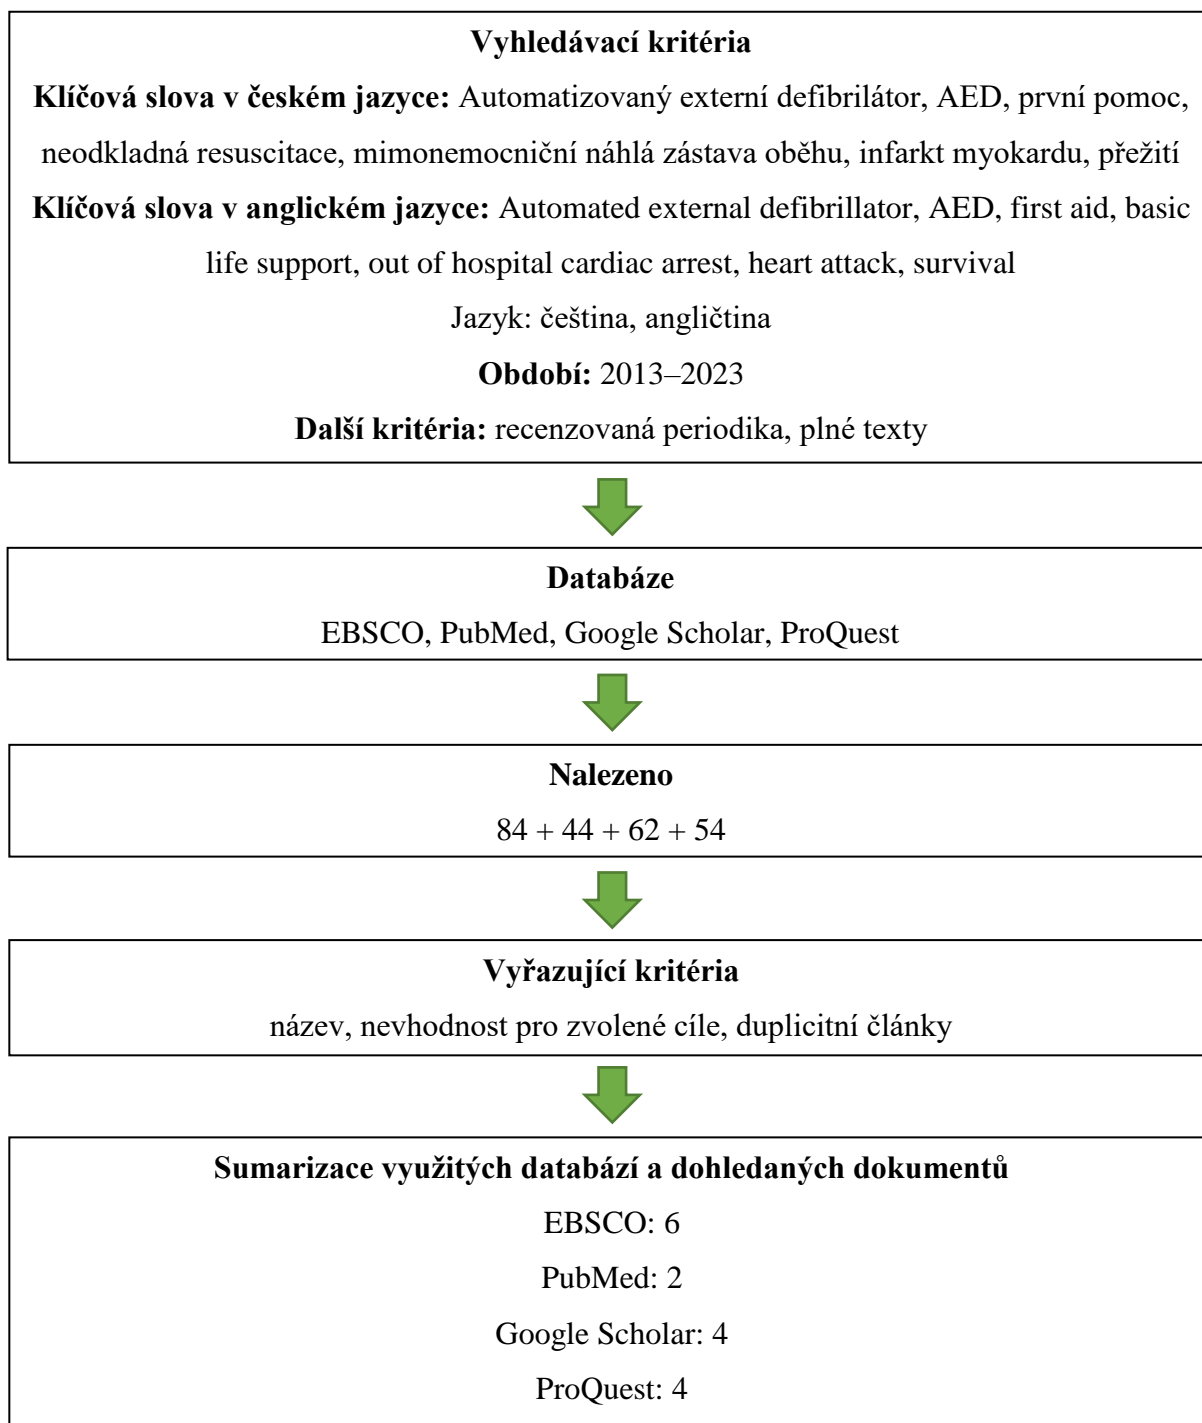 Vyhledávací kritéria
Klíčová slova v českém jazyce: Automatizovaný externí defibrilátor, AED, první pomoc,
neodkladná resuscitace, mimonemocniční náhlá zástava oběhu, infarkt myokardu, přežití
Klíčová slova v anglickém jazyce: Automated external defibrillator, AED, first aid, basic
life support, out of hospital cardiac arrest, heart attack, survival
Jazyk: čeština, angličtina
Období: 2013–2023
Další kritéria: recenzovaná periodika, plné texty
Databáze
EBSCO, PubMed, Google Scholar, ProQuest
Nalezeno
84 + 44 + 62 + 54
Vyřazující kritéria
název, nevhodnost pro zvolené cíle, duplicitní články
Sumarizace využitých databází a dohledaných dokumentů
EBSCO: 6
PubMed: 2
Google Scholar: 4
ProQuest: 4